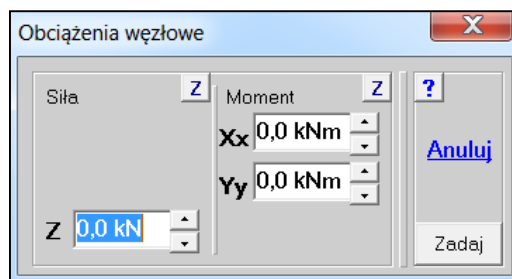 Obciążenia węzłowe
X
Siła Z Moment Z ?
Xx 0,0 kNm
Anuluj
Yy 0,0 kNm
Z 0,0 kN
Zadaj